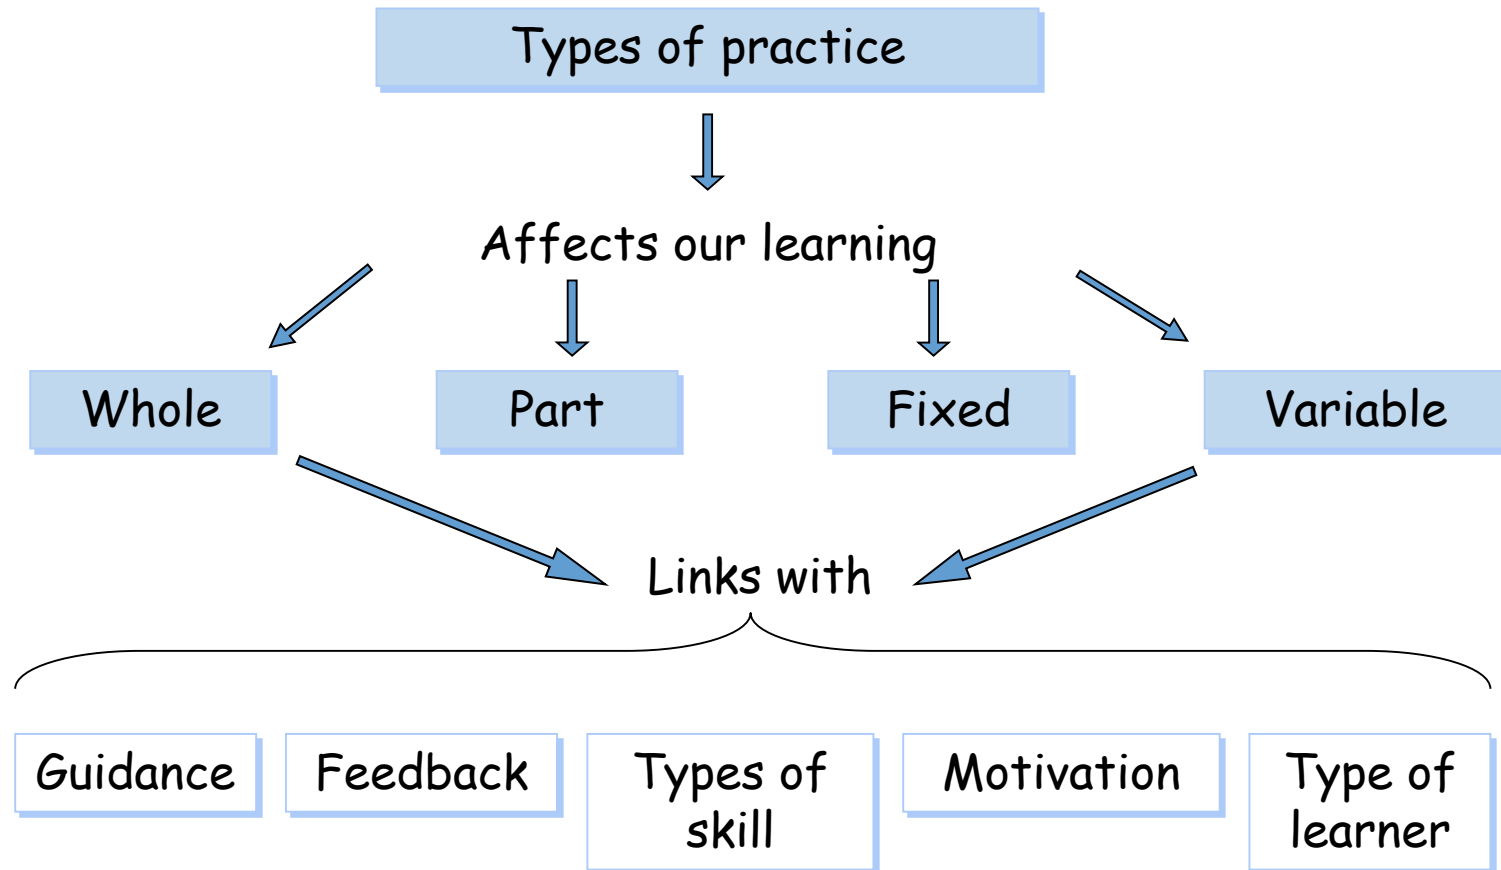 Types of practice
Affects our learning
Whole
Part
Fixed
Variable
Links with
Guidance
Feedback
Types of
skill
Motivation
Type of
learner